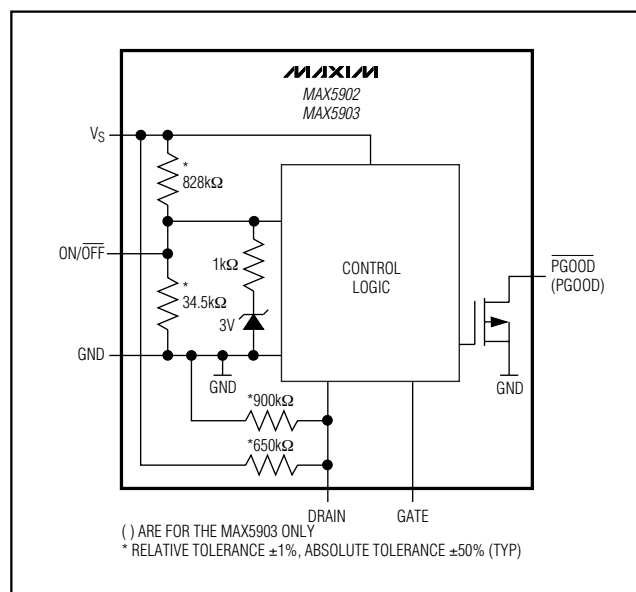 MAXIM
MAX5902
MAX5903
VS
*
828kΩ
ON/OFF
1kΩ
*
34.5kΩ
3V
CONTROL
LOGIC
PGOOD
(PGOOD)
GND
GND
GND
*900kΩ
*650kΩ
DRAIN
GATE
( ) ARE FOR THE MAX5903 ONLY
* RELATIVE TOLERANCE ±1%, ABSOLUTE TOLERANCE ±50% (TYP)